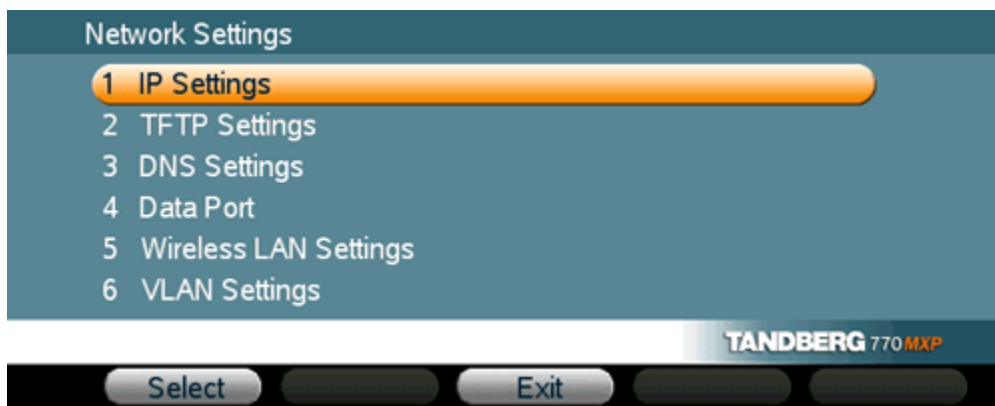 Network Settings
1 IP Settings
2 TFTP Settings
3 DNS Settings
4 Data Port
5 Wireless LAN Settings
6 VLAN Settings
TANDBERG 770 MXP
Select Exit